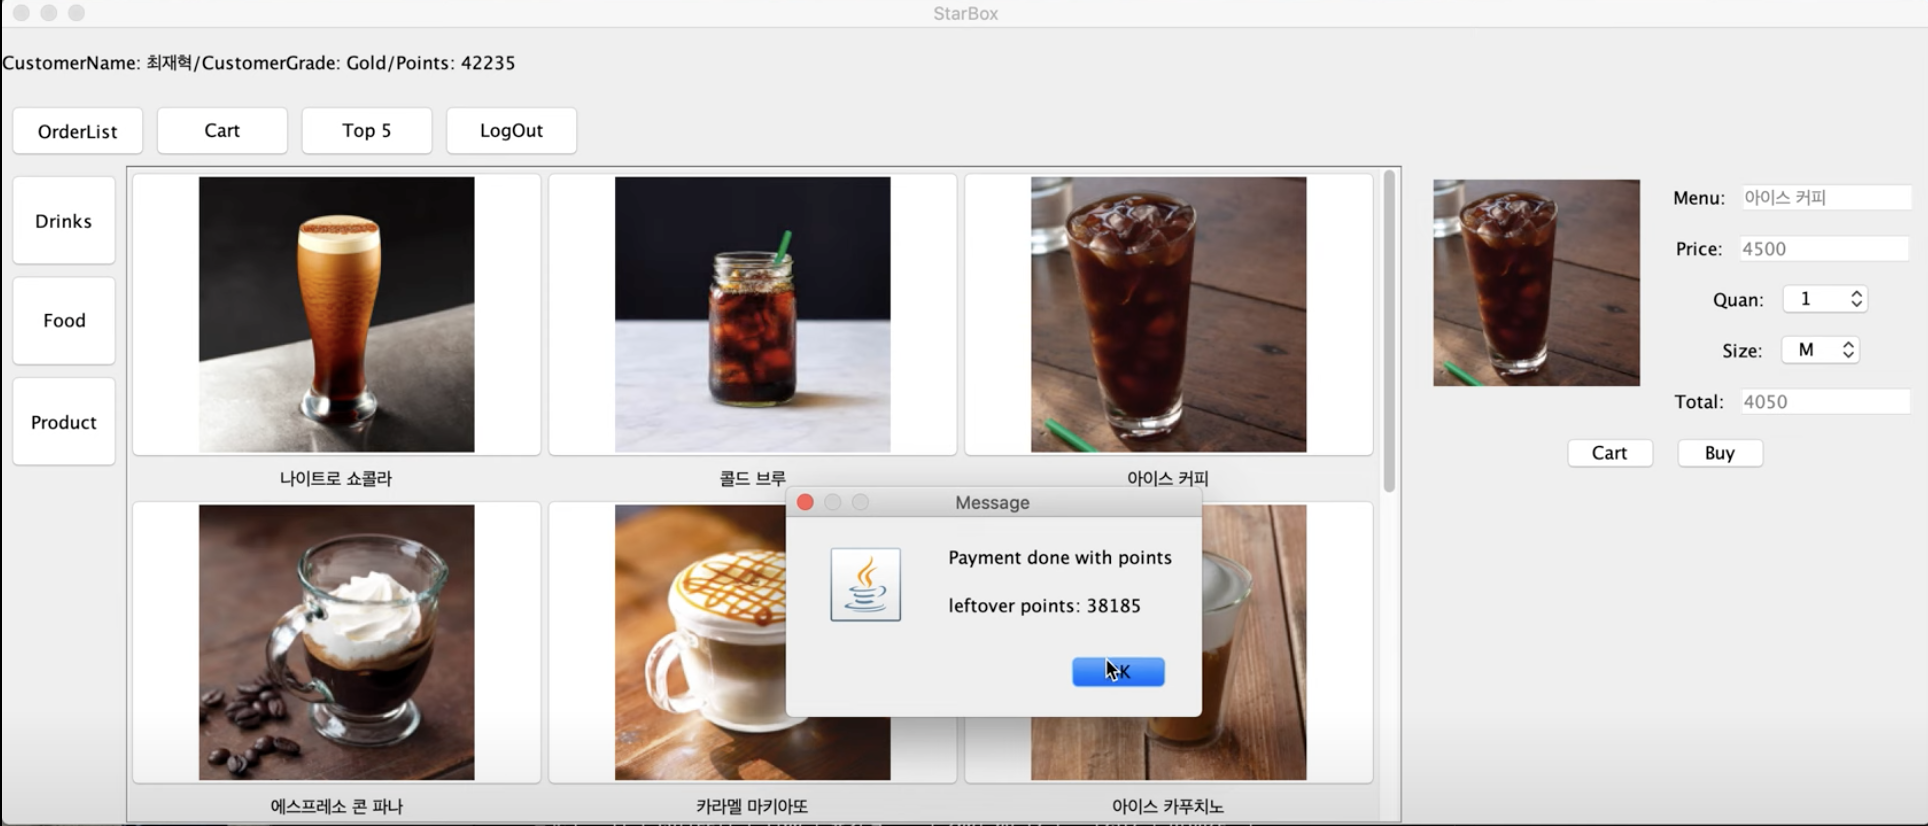 StarBox
CustomerName: 최재혁/CustomerGrade: Gold/Points: 42235
OrderList
Cart
Top 5
LogOut
Drinks
Food
Product
나이트로 쇼콜라
콜드 브루
아이스 커피
에스프레소 콘 파나
카라멜 마키아또
아이스 카푸치노
Menu: 아이스 커피
Price: 4500
Quan: 1
Size: M
Total: 4050
Cart
Buy
Message
Payment done with points
leftover points: 38185